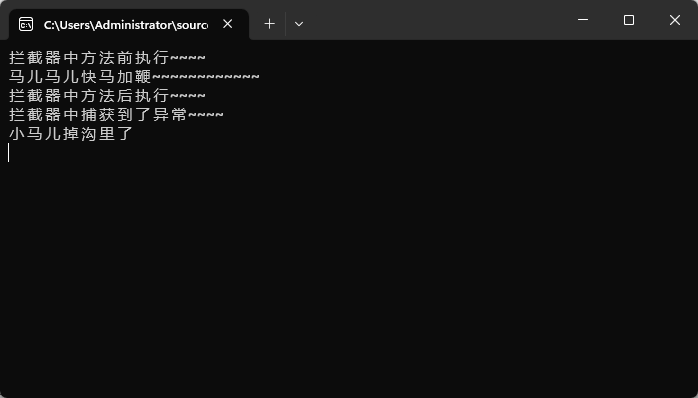 C:\Users\Administrator\sourc
拦截器中方法前执行~~~~
马儿马儿快马加鞭~~~~~~~~~~~~
拦截器中方法后执行~~~~
拦截器中捕获到了异常~~~~
小马儿掉沟里了